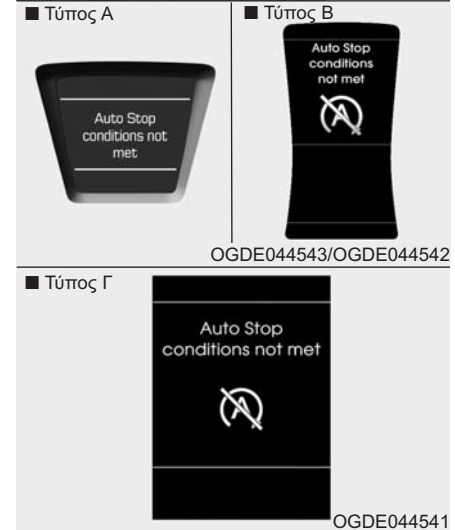 ■ Τύπος Α
Auto Stop
conditions not
met
■ Τύπος Β
Auto Stop
conditions
not met
OGDE044543/OGDE044542
■ Τύπος Γ
Auto Stop
conditions not met
OGDE044541